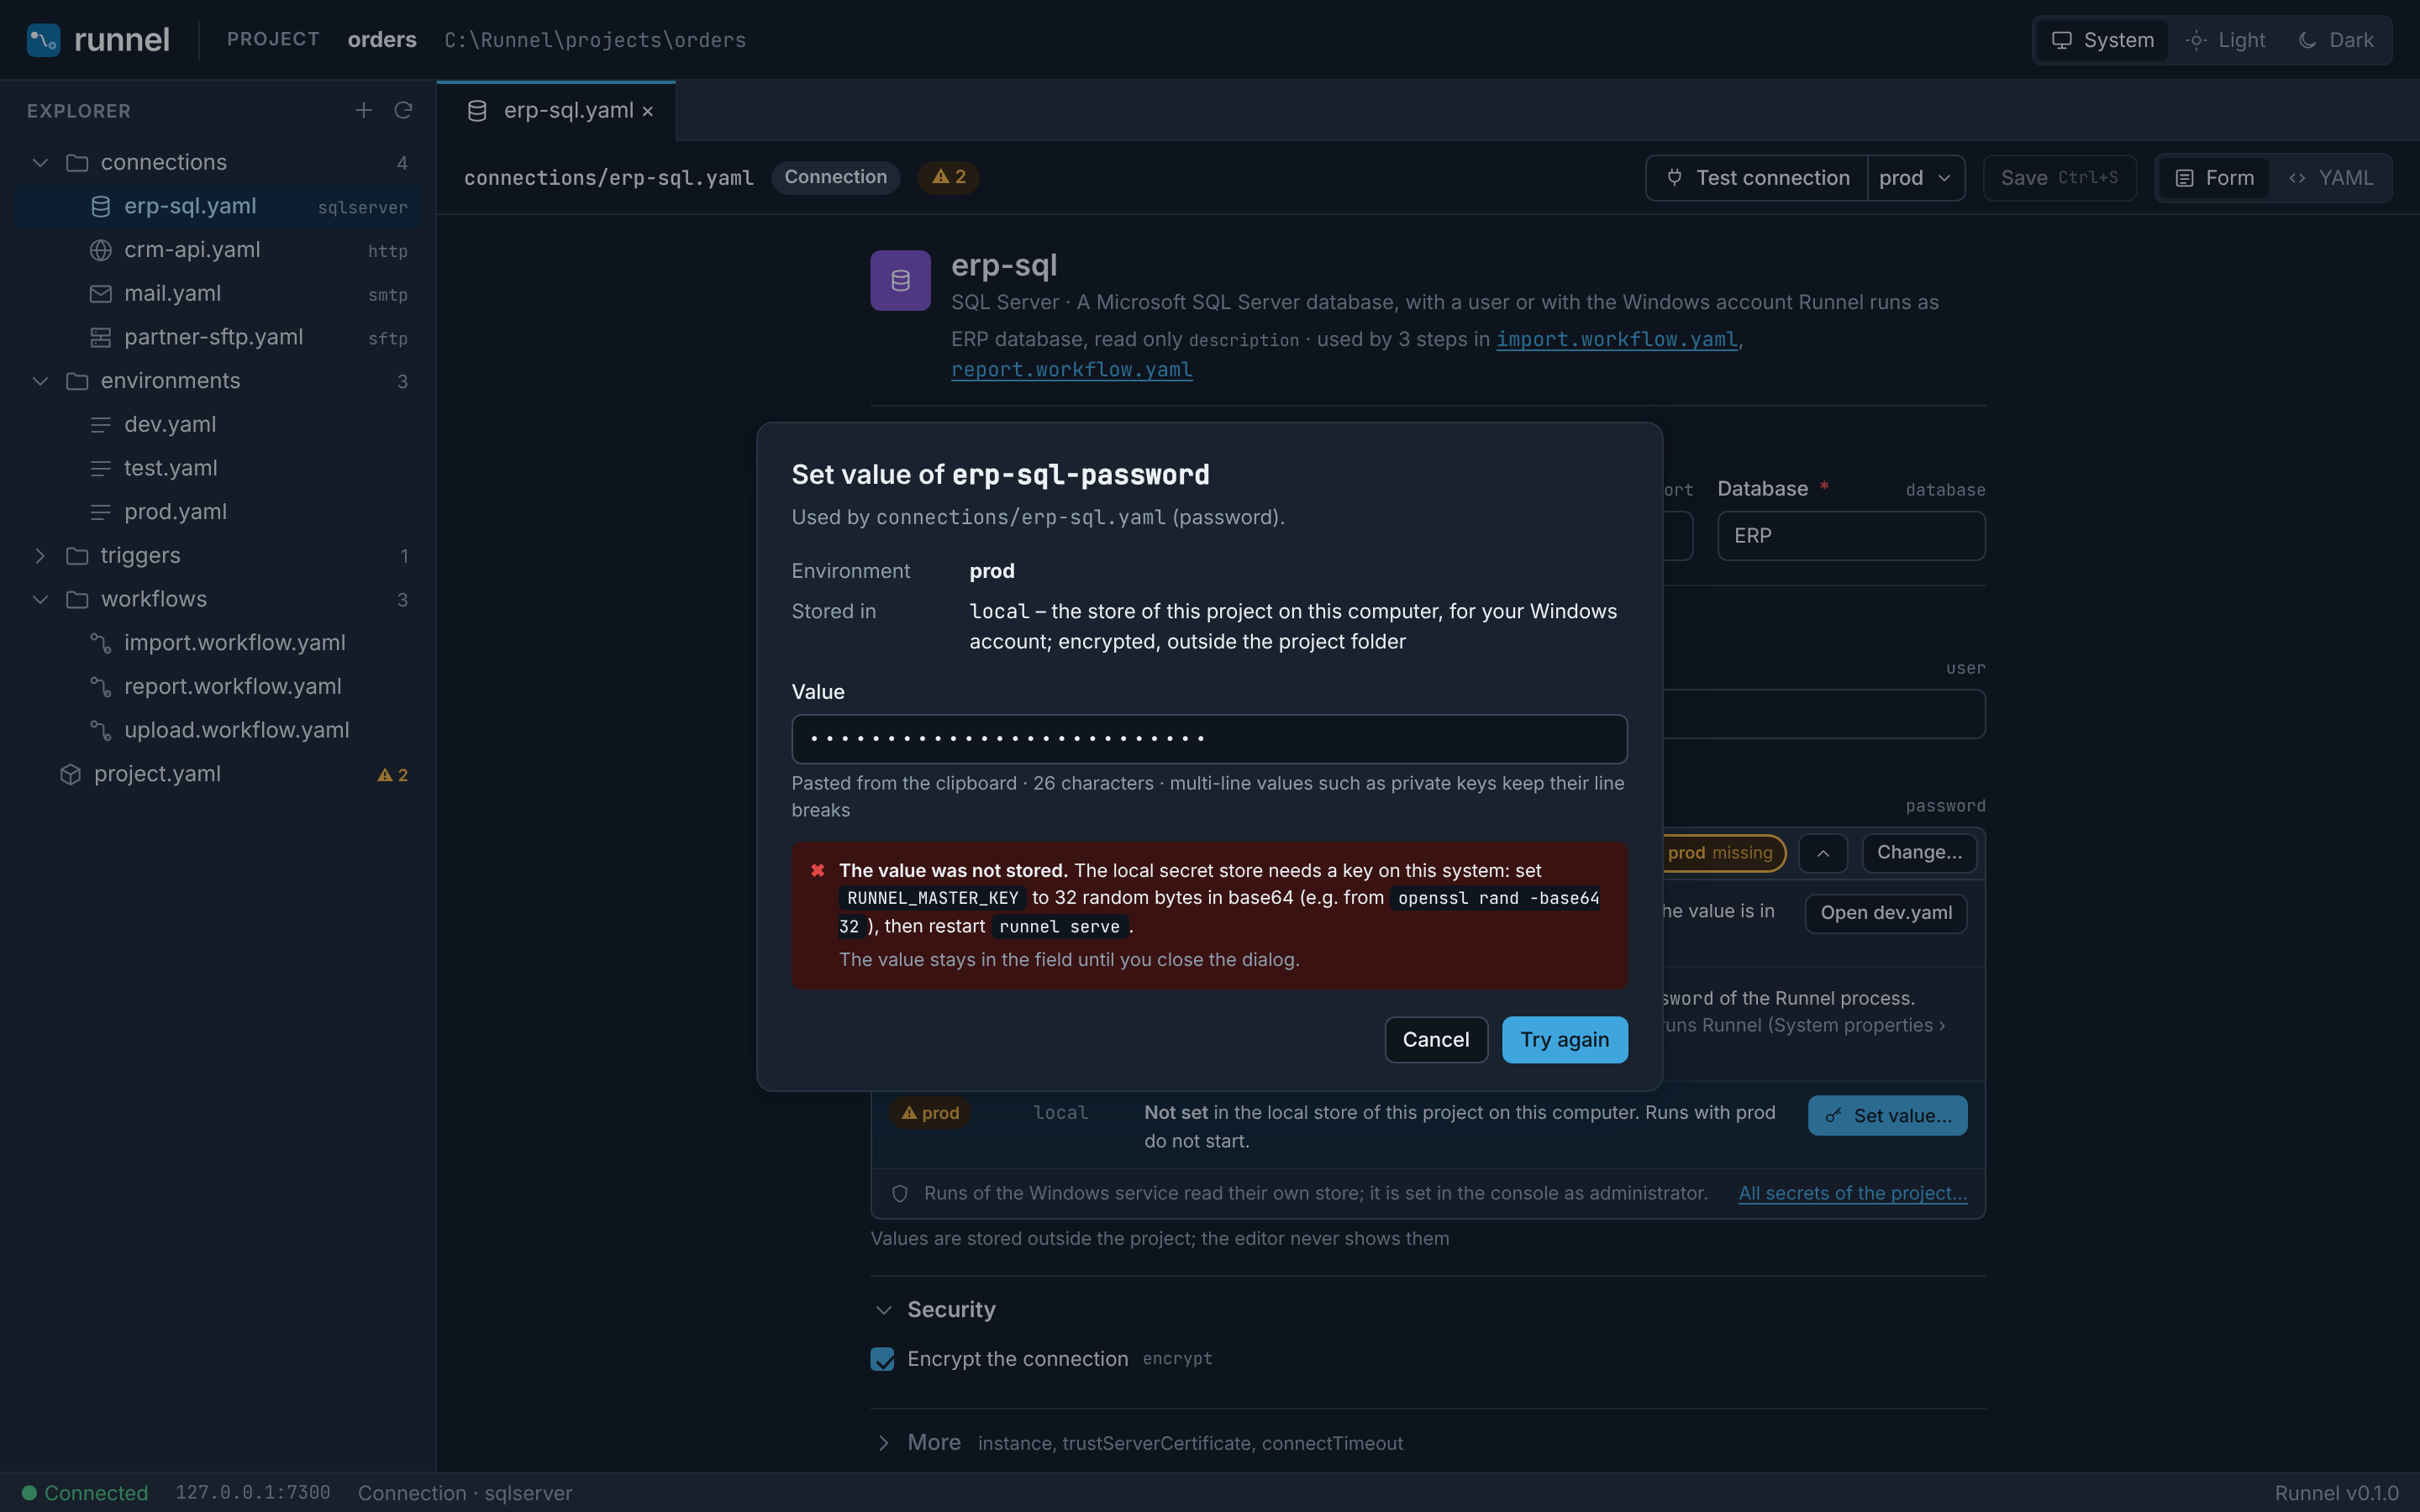 runnel
PROJECT orders C:\Runnel\projects\orders
System Light Dark
EXPLORER
connections 4
erp-sql.yaml sqlserver
crm-api.yaml http
mail.yaml smtp
partner-sftp.yaml sftp
environments 3
dev.yaml
test.yaml
prod.yaml
triggers 1
workflows 3
import.workflow.yaml
report.workflow.yaml
upload.workflow.yaml
project.yaml 2
erp-sql.yaml ×
connections/erp-sql.yaml Connection 2
Test connection prod Save Ctrl+S Form YAML
erp-sql
SQL Server · A Microsoft SQL Server database, with a user or with the Windows account Runnel runs as
ERP database, read only description · used by 3 steps in import.workflow.yaml,
report.workflow.yaml
ort Database * database
ERP
user
password
prod missing Change...
he value is in Open dev.yaml
sword of the Runnel process.
runs Runnel (System properties ›
Set value of erp-sql-password
Used by connections/erp-sql.yaml (password).
Environment prod
Stored in local – the store of this project on this computer, for your Windows
account; encrypted, outside the project folder
Value
Pasted from the clipboard · 26 characters · multi-line values such as private keys keep their line
breaks
The value was not stored. The local secret store needs a key on this system: set
RUNNEL_MASTER_KEY to 32 random bytes in base64 (e.g. from openssl rand -base64
32 ), then restart runnel serve .
The value stays in the field until you close the dialog.
Cancel Try again
prod local Not set in the local store of this project on this computer. Runs with prod
do not start.
Set value...
Runs of the Windows service read their own store; it is set in the console as administrator. All secrets of the project...
Values are stored outside the project; the editor never shows them
Security
Encrypt the connection encrypt
More instance, trustServerCertificate, connectTimeout
Connected 127.0.0.1:7300 Connection · sqlserver
Runnel v0.1.0